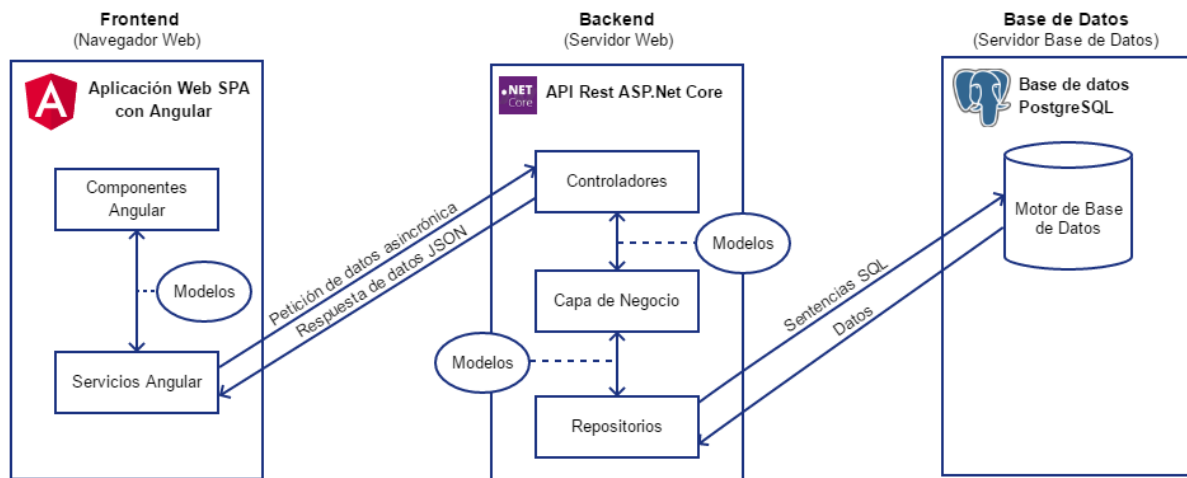 Frontend
(Navegador Web)
Aplicación Web SPA
con Angular
Componentes
Angular
Modelos
Servicios Angular
Petición de datos asincrónica
Respuesta de datos JSON
Backend
(Servidor Web)
.NET
Core
API Rest ASP.Net Core
Controladores
Modelos
Capa de Negocio
Modelos
Repositorios
Sentencias SQL
Datos
Base de Datos
(Servidor Base de Datos)
Base de datos
PostgreSQL
Motor de Base
de Datos